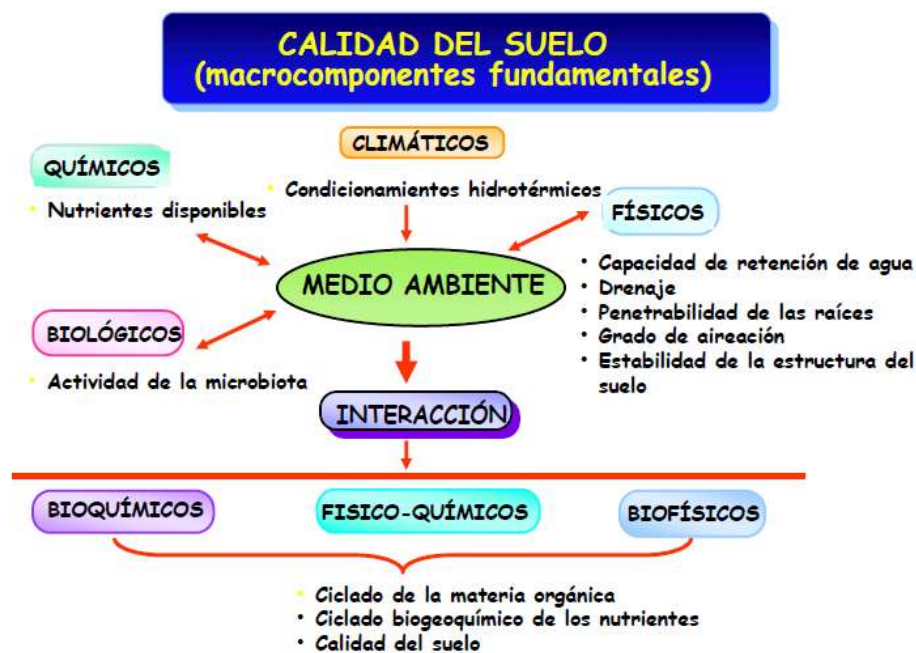 CALIDAD DEL SUELO
(macrocomponentes fundamentales)
CLIMÁTICOS
• Condicionamientos hidrotérmicos
QUÍMICOS
• Nutrientes disponibles
FÍSICOS
• Capacidad de retención de agua
• Drenaje
• Penetrabilidad de las raíces
• Grado de aireación
• Estabilidad de la estructura del
suelo
MEDIO AMBIENTE
BIOLÓGICOS
• Actividad de la microbiota
INTERACCIÓN
BIOQUÍMICOS
FISICO-QUÍMICOS
BIOFÍSICOS
• Ciclado de la materia orgánica
• Ciclado biogeoquímico de los nutrientes
• Calidad del suelo